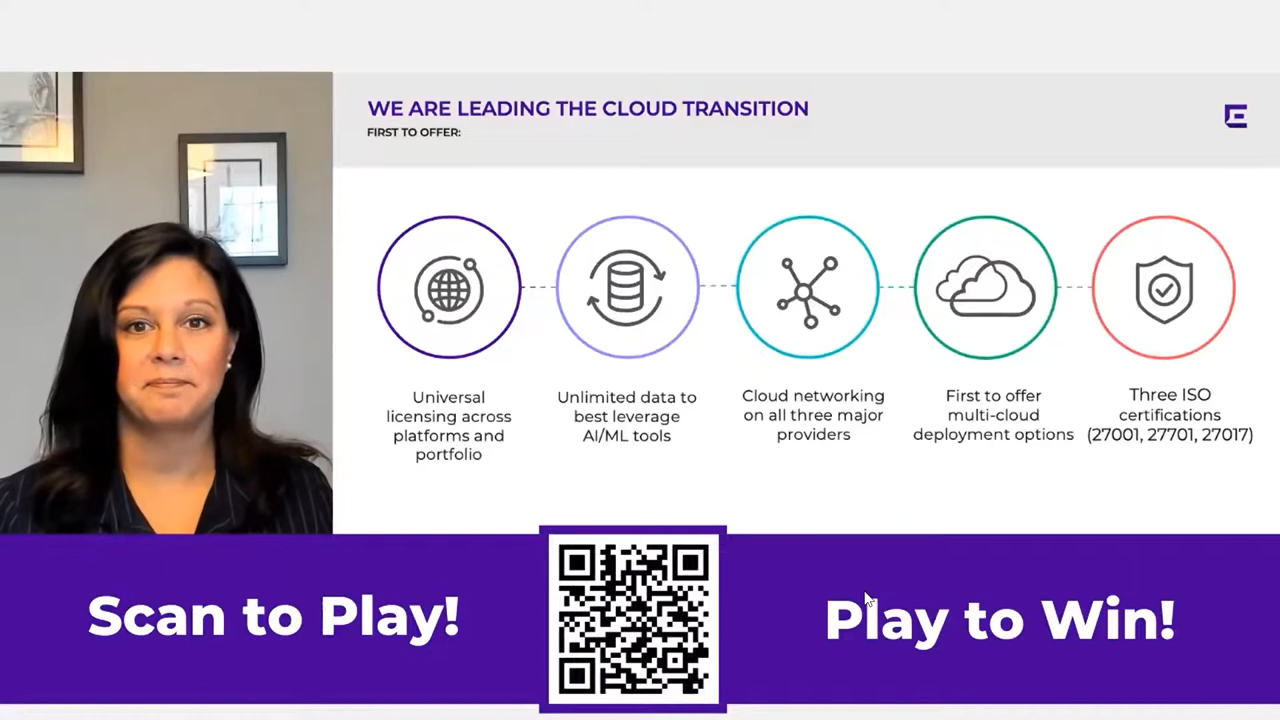 WE ARE LEADING THE CLOUD TRANSITION
FIRST TO OFFER:
Universal
licensing across
platforms and
portfolio
Unlimited data to
best leverage
AI/ML tools
Cloud networking
on all three major
providers
First to offer
multi-cloud
deployment options
Three ISO
certifications
(27001, 27701, 27017)
Scan to Play!
Play to Win!